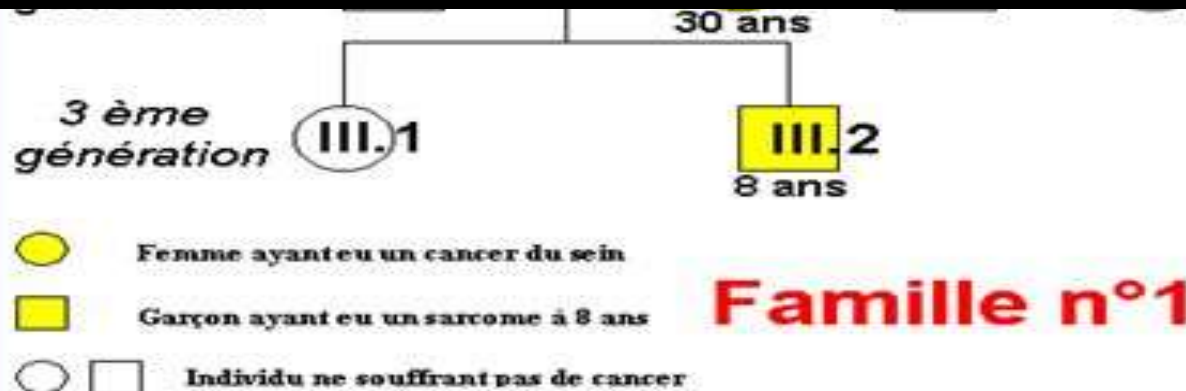 30 ans
3 ème
génération
III.1
III.2
8 ans
Femme ayant eu un cancer du sein
Garçon ayant eu un sarcome à 8 ans
Famille n°1
Individu ne souffrant pas de cancer